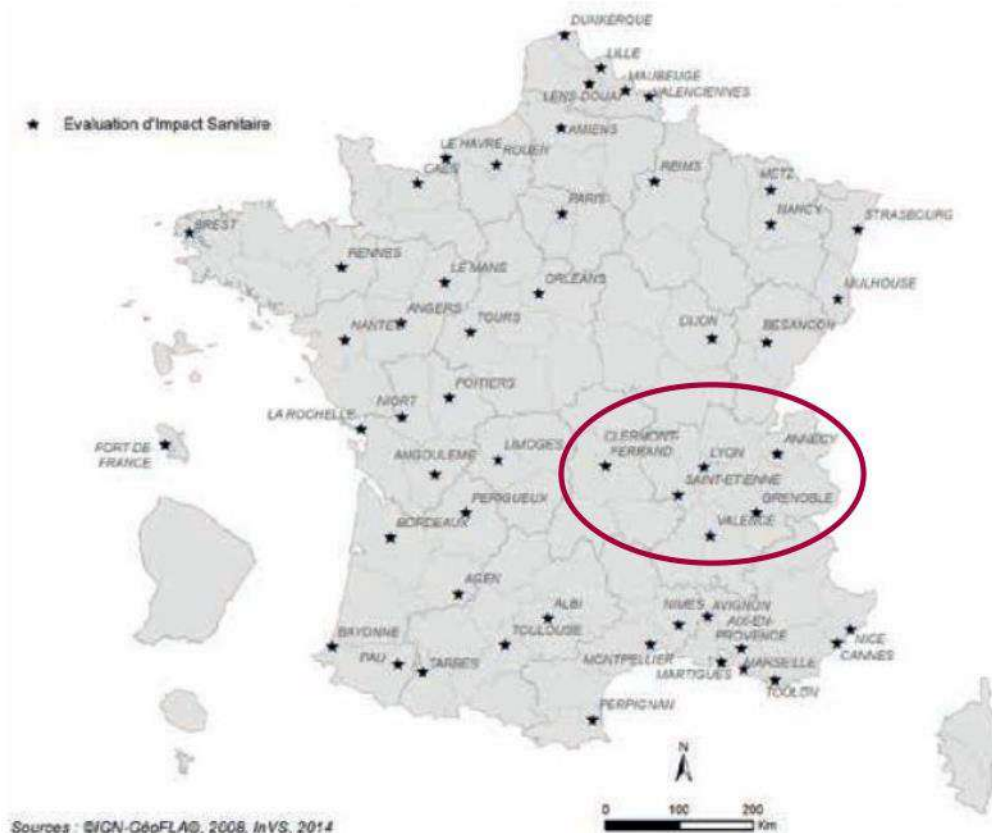 DUNKERQUE
LILLE
MAUBEUGE
LENS-DOUAI
VALENCIENNES
★ Evaluation d'Impact Sanitaire
AMIENS
LE HAVRE
ROUEN
CAEN
REIMS
METZ
PARIS
NANCY
STRASBOURG
BREST
RENNES
LE MANS
ORLEANS
MULHOUSE
ANGERS
NANTES
TOURS
DIJON
BESANCON
POITIERS
NIORT
LA ROCHELLE
CLERMONT-
FERRAND
ANNECY
LYON
PORT DE
FRANCE
LIMOGES
ANGOULEME
SAINT-ETIENNE
GRENOBLE
PERIGUEUX
BORDEAUX
VALENCE
AGEN
ALBI
NIMES
AVIGNON
AIX-EN-
PROVENCE
TOULOUSE
BAYONNE
PAU
TARBES
MONTPELLIER
MARTIGUES
MARSEILLE
NICE
CANNES
TOULON
PERPIGNAN
N
0 100 200
Km
Sources : ©IGN-GéoFLA®, 2008, InVS, 2014